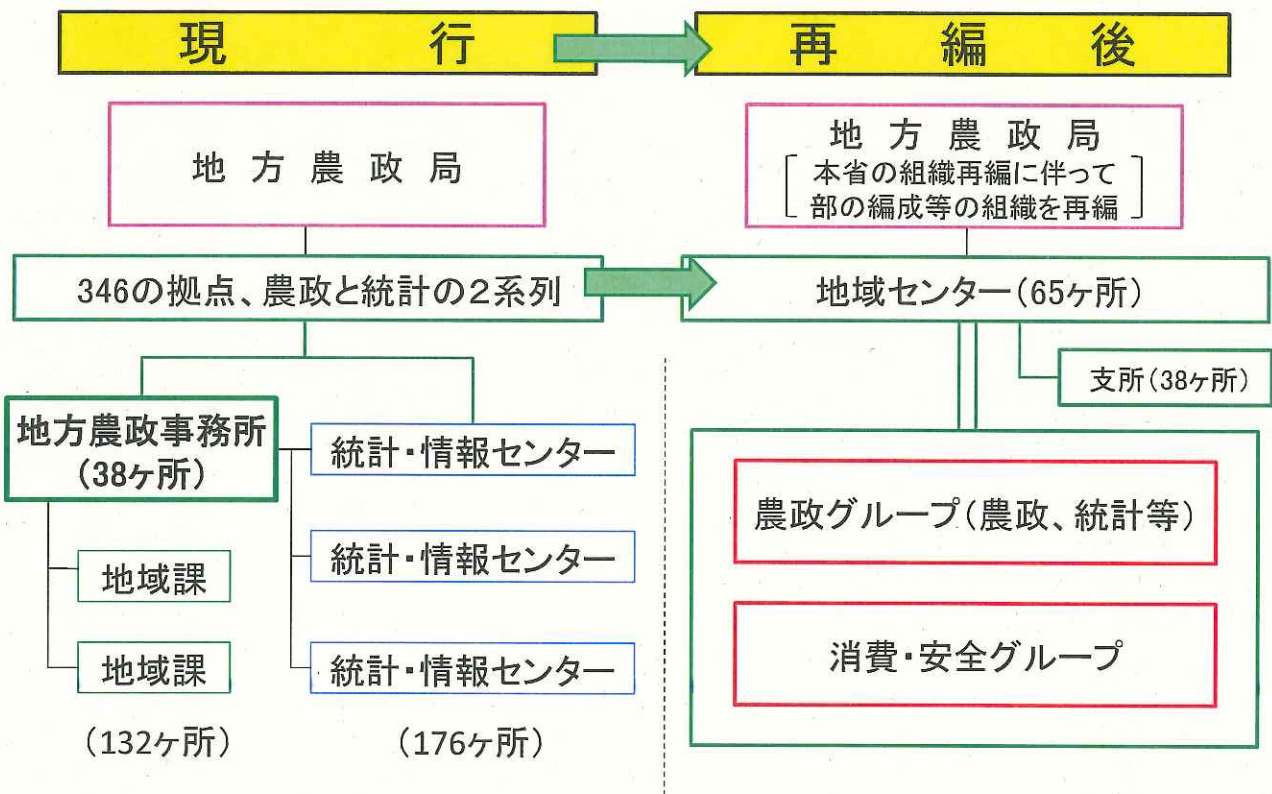 現行
再編後
地方農政局
地方農政局
本省の組織再編に伴って
部の編成等の組織を再編
346の拠点、農政と統計の2系列
地域センター(65ヶ所)
支所(38ヶ所)
地方農政事務所
(38ヶ所)
統計・情報センター
統計・情報センター
統計・情報センター
地域課
地域課
(132ヶ所)
(176ヶ所)
農政グループ(農政、統計等)
消費・安全グループ